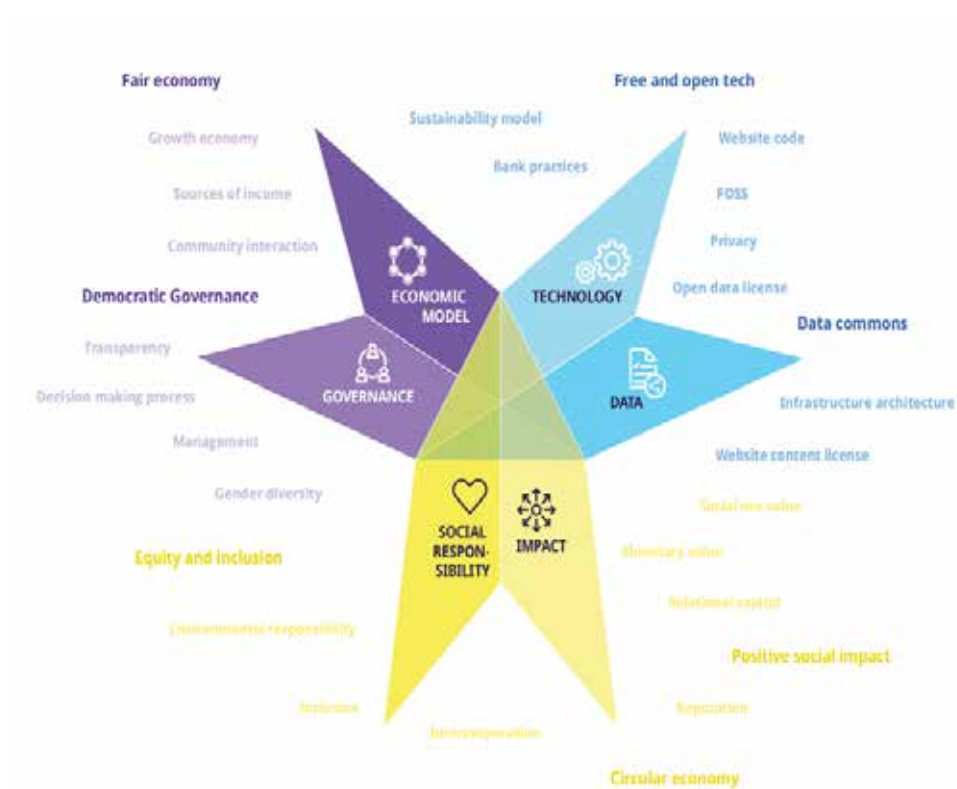 Fair economy
Free and open tech
Sustainability model
Growth economy
Website code
Bank practices
Sources of income
FOSS
Community interaction
Privacy
Open data license
Democratic Governance
ECONOMIC
MODEL
TECHNOLOGY
Data commons
Transparency
Decision making process
GOVERNANCE
DATA
Infrastructure architecture
Management
Website content license
Gender diversity
Social use value
SOCIAL
RESPON-
SIBILITY
IMPACT
Monetary value
Equity and inclusion
Relational capital
Environmental responsibility
Positive social impact
Inclusion
Reputation
Circular economy